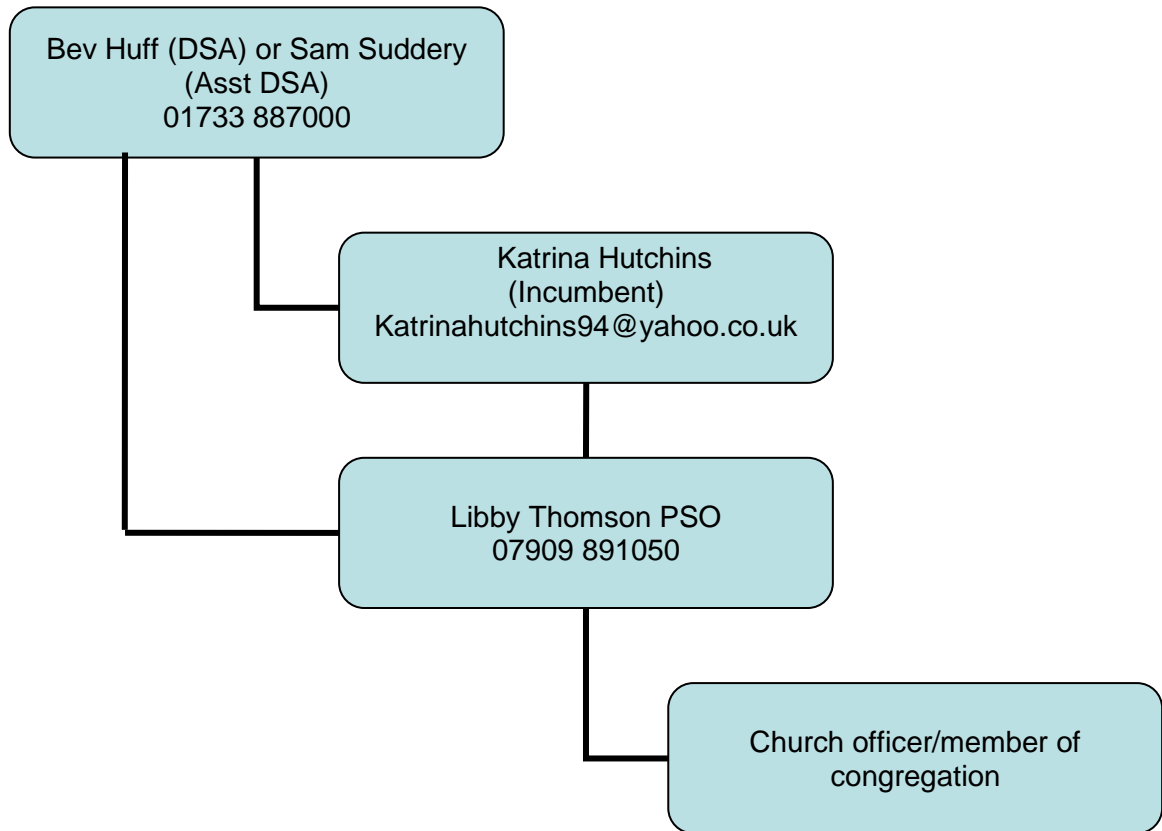 Bev Huff (DSA) or Sam Suddery
(Asst DSA)
01733 887000
Katrina Hutchins
(Incumbent)
Katrinahutchins94@yahoo.co.uk
Libby Thomson PSO
07909 891050
Church officer/member of
congregation